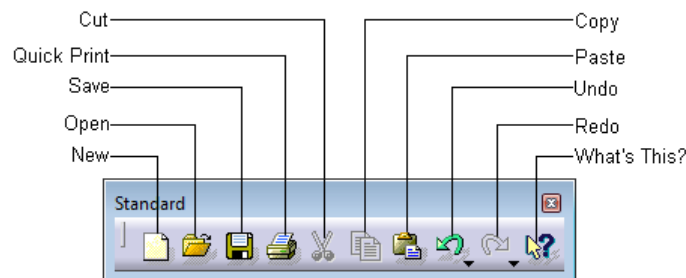 Cut
Copy
Quick Print
Paste
Save
Undo
Open
Redo
New
What's This?
Standard